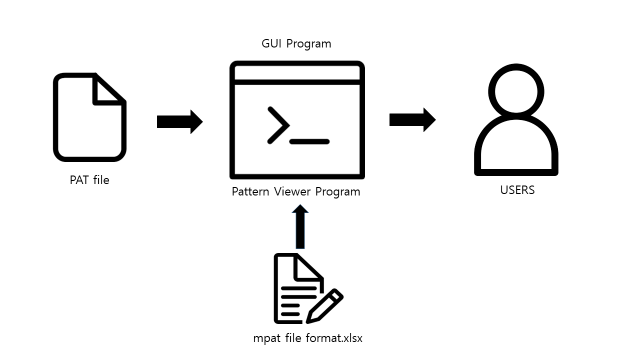 GUI Program
PAT file
Pattern Viewer Program
USERS
mpat file format.xlsx